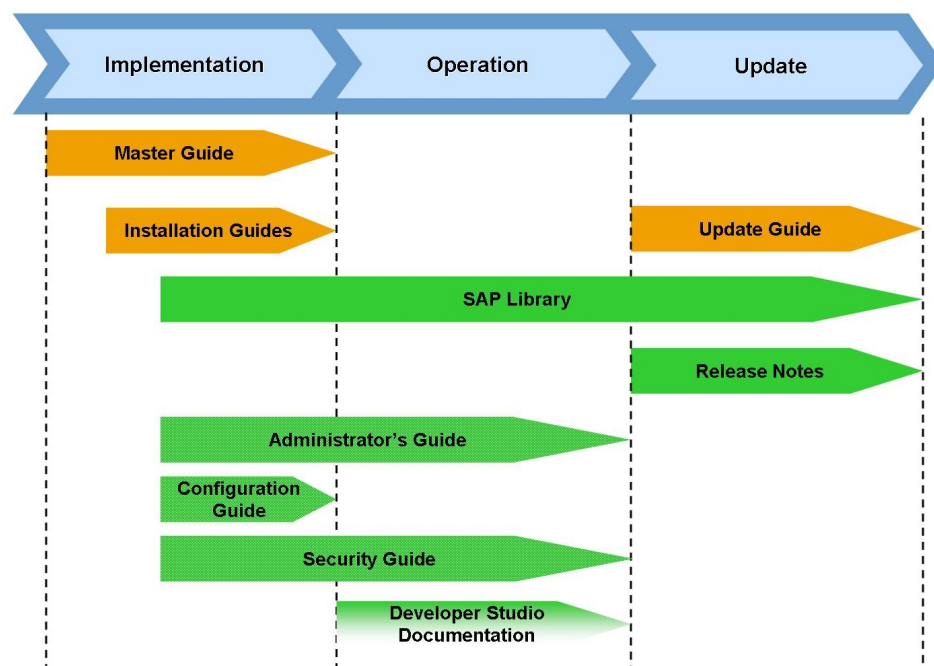 Implementation
Operation
Update
Master Guide
Installation Guides
Update Guide
SAP Library
Release Notes
Administrator’s Guide
Configuration
Guide
Security Guide
Developer Studio
Documentation